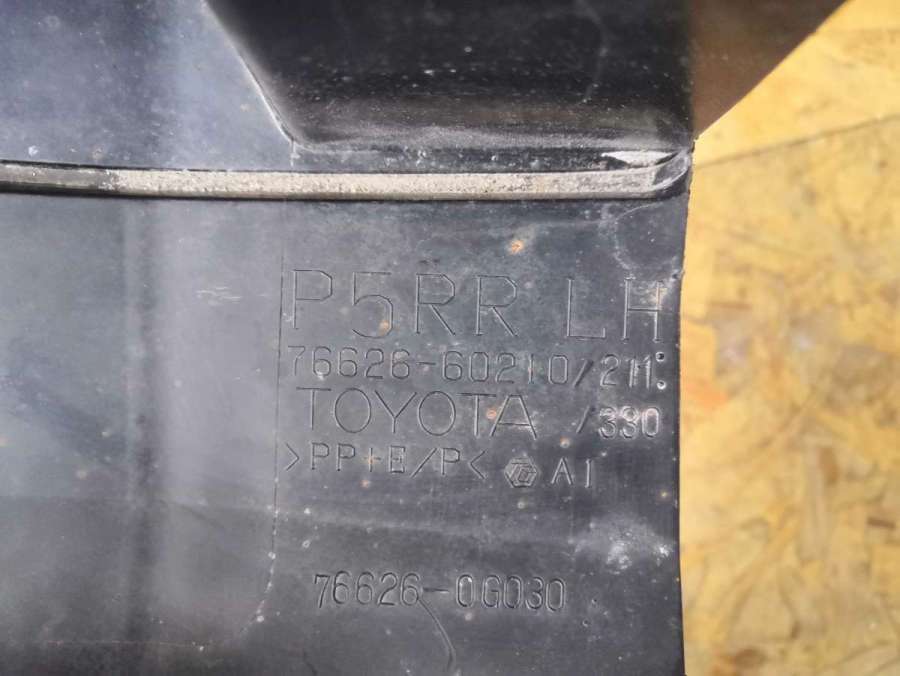 P5RR LH
76626-60210/211
TOYOTA /330
>PP+E/P< A1
76626-0G030